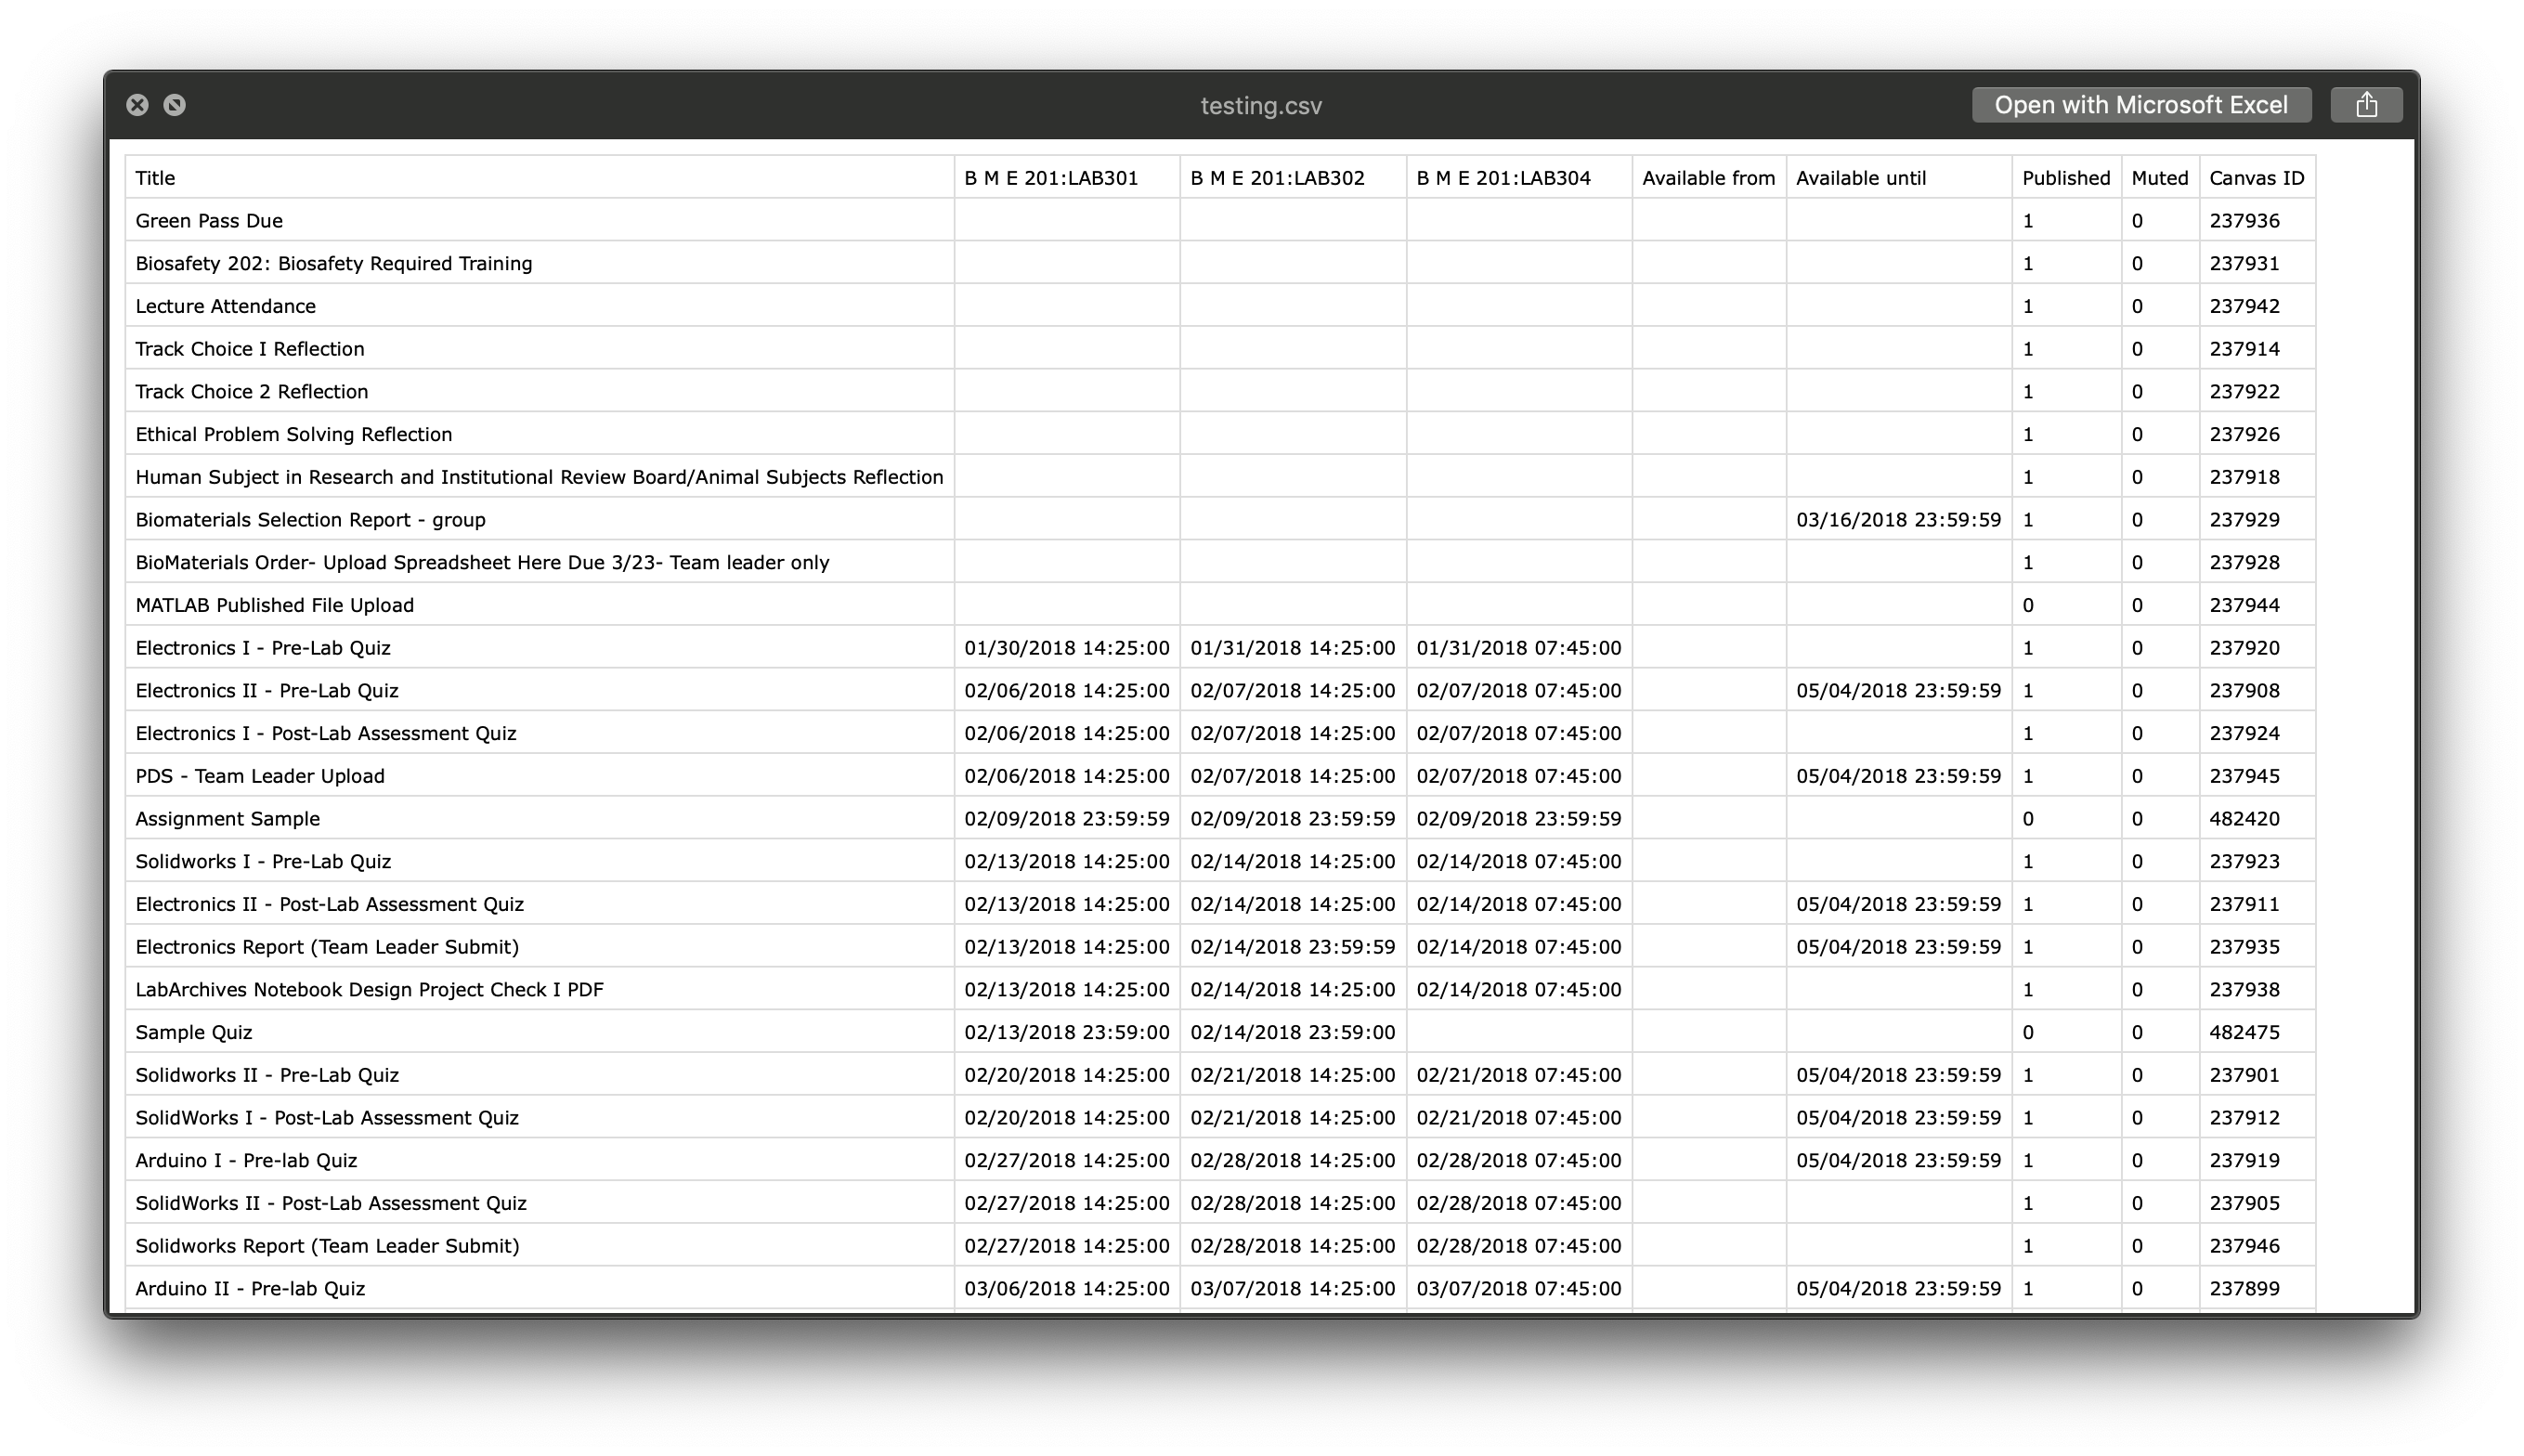 testing.csv
Open with Microsoft Excel
Title B M E 201:LAB301 B M E 201:LAB302 B M E 201:LAB304 Available from Available until Published Muted Canvas ID
Green Pass Due 1 0 237936
Biosafety 202: Biosafety Required Training 1 0 237931
Lecture Attendance 1 0 237942
Track Choice I Reflection 1 0 237914
Track Choice 2 Reflection 1 0 237922
Ethical Problem Solving Reflection 1 0 237926
Human Subject in Research and Institutional Review Board/Animal Subjects Reflection 1 0 237918
Biomaterials Selection Report - group 03/16/2018 23:59:59 1 0 237929
BioMaterials Order- Upload Spreadsheet Here Due 3/23- Team leader only 1 0 237928
MATLAB Published File Upload 0 0 237944
Electronics I - Pre-Lab Quiz 01/30/2018 14:25:00 01/31/2018 14:25:00 01/31/2018 07:45:00 1 0 237920
Electronics II - Pre-Lab Quiz 02/06/2018 14:25:00 02/07/2018 14:25:00 02/07/2018 07:45:00 05/04/2018 23:59:59 1 0 237908
Electronics I - Post-Lab Assessment Quiz 02/06/2018 14:25:00 02/07/2018 14:25:00 02/07/2018 07:45:00 1 0 237924
PDS - Team Leader Upload 02/06/2018 14:25:00 02/07/2018 14:25:00 02/07/2018 07:45:00 05/04/2018 23:59:59 1 0 237945
Assignment Sample 02/09/2018 23:59:59 02/09/2018 23:59:59 02/09/2018 23:59:59 0 0 482420
Solidworks I - Pre-Lab Quiz 02/13/2018 14:25:00 02/14/2018 14:25:00 02/14/2018 07:45:00 1 0 237923
Electronics II - Post-Lab Assessment Quiz 02/13/2018 14:25:00 02/14/2018 14:25:00 02/14/2018 07:45:00 05/04/2018 23:59:59 1 0 237911
Electronics Report (Team Leader Submit) 02/13/2018 14:25:00 02/14/2018 23:59:59 02/14/2018 07:45:00 05/04/2018 23:59:59 1 0 237935
LabArchives Notebook Design Project Check I PDF 02/13/2018 14:25:00 02/14/2018 14:25:00 02/14/2018 07:45:00 1 0 237938
Sample Quiz 02/13/2018 23:59:00 02/14/2018 23:59:00 0 0 482475
Solidworks II - Pre-Lab Quiz 02/20/2018 14:25:00 02/21/2018 14:25:00 02/21/2018 07:45:00 05/04/2018 23:59:59 1 0 237901
SolidWorks I - Post-Lab Assessment Quiz 02/20/2018 14:25:00 02/21/2018 14:25:00 02/21/2018 07:45:00 05/04/2018 23:59:59 1 0 237912
Arduino I - Pre-lab Quiz 02/27/2018 14:25:00 02/28/2018 14:25:00 02/28/2018 07:45:00 05/04/2018 23:59:59 1 0 237919
SolidWorks II - Post-Lab Assessment Quiz 02/27/2018 14:25:00 02/28/2018 14:25:00 02/28/2018 07:45:00 1 0 237905
Solidworks Report (Team Leader Submit) 02/27/2018 14:25:00 02/28/2018 14:25:00 02/28/2018 07:45:00 1 0 237946
Arduino II - Pre-lab Quiz 03/06/2018 14:25:00 03/07/2018 14:25:00 03/07/2018 07:45:00 05/04/2018 23:59:59 1 0 237899